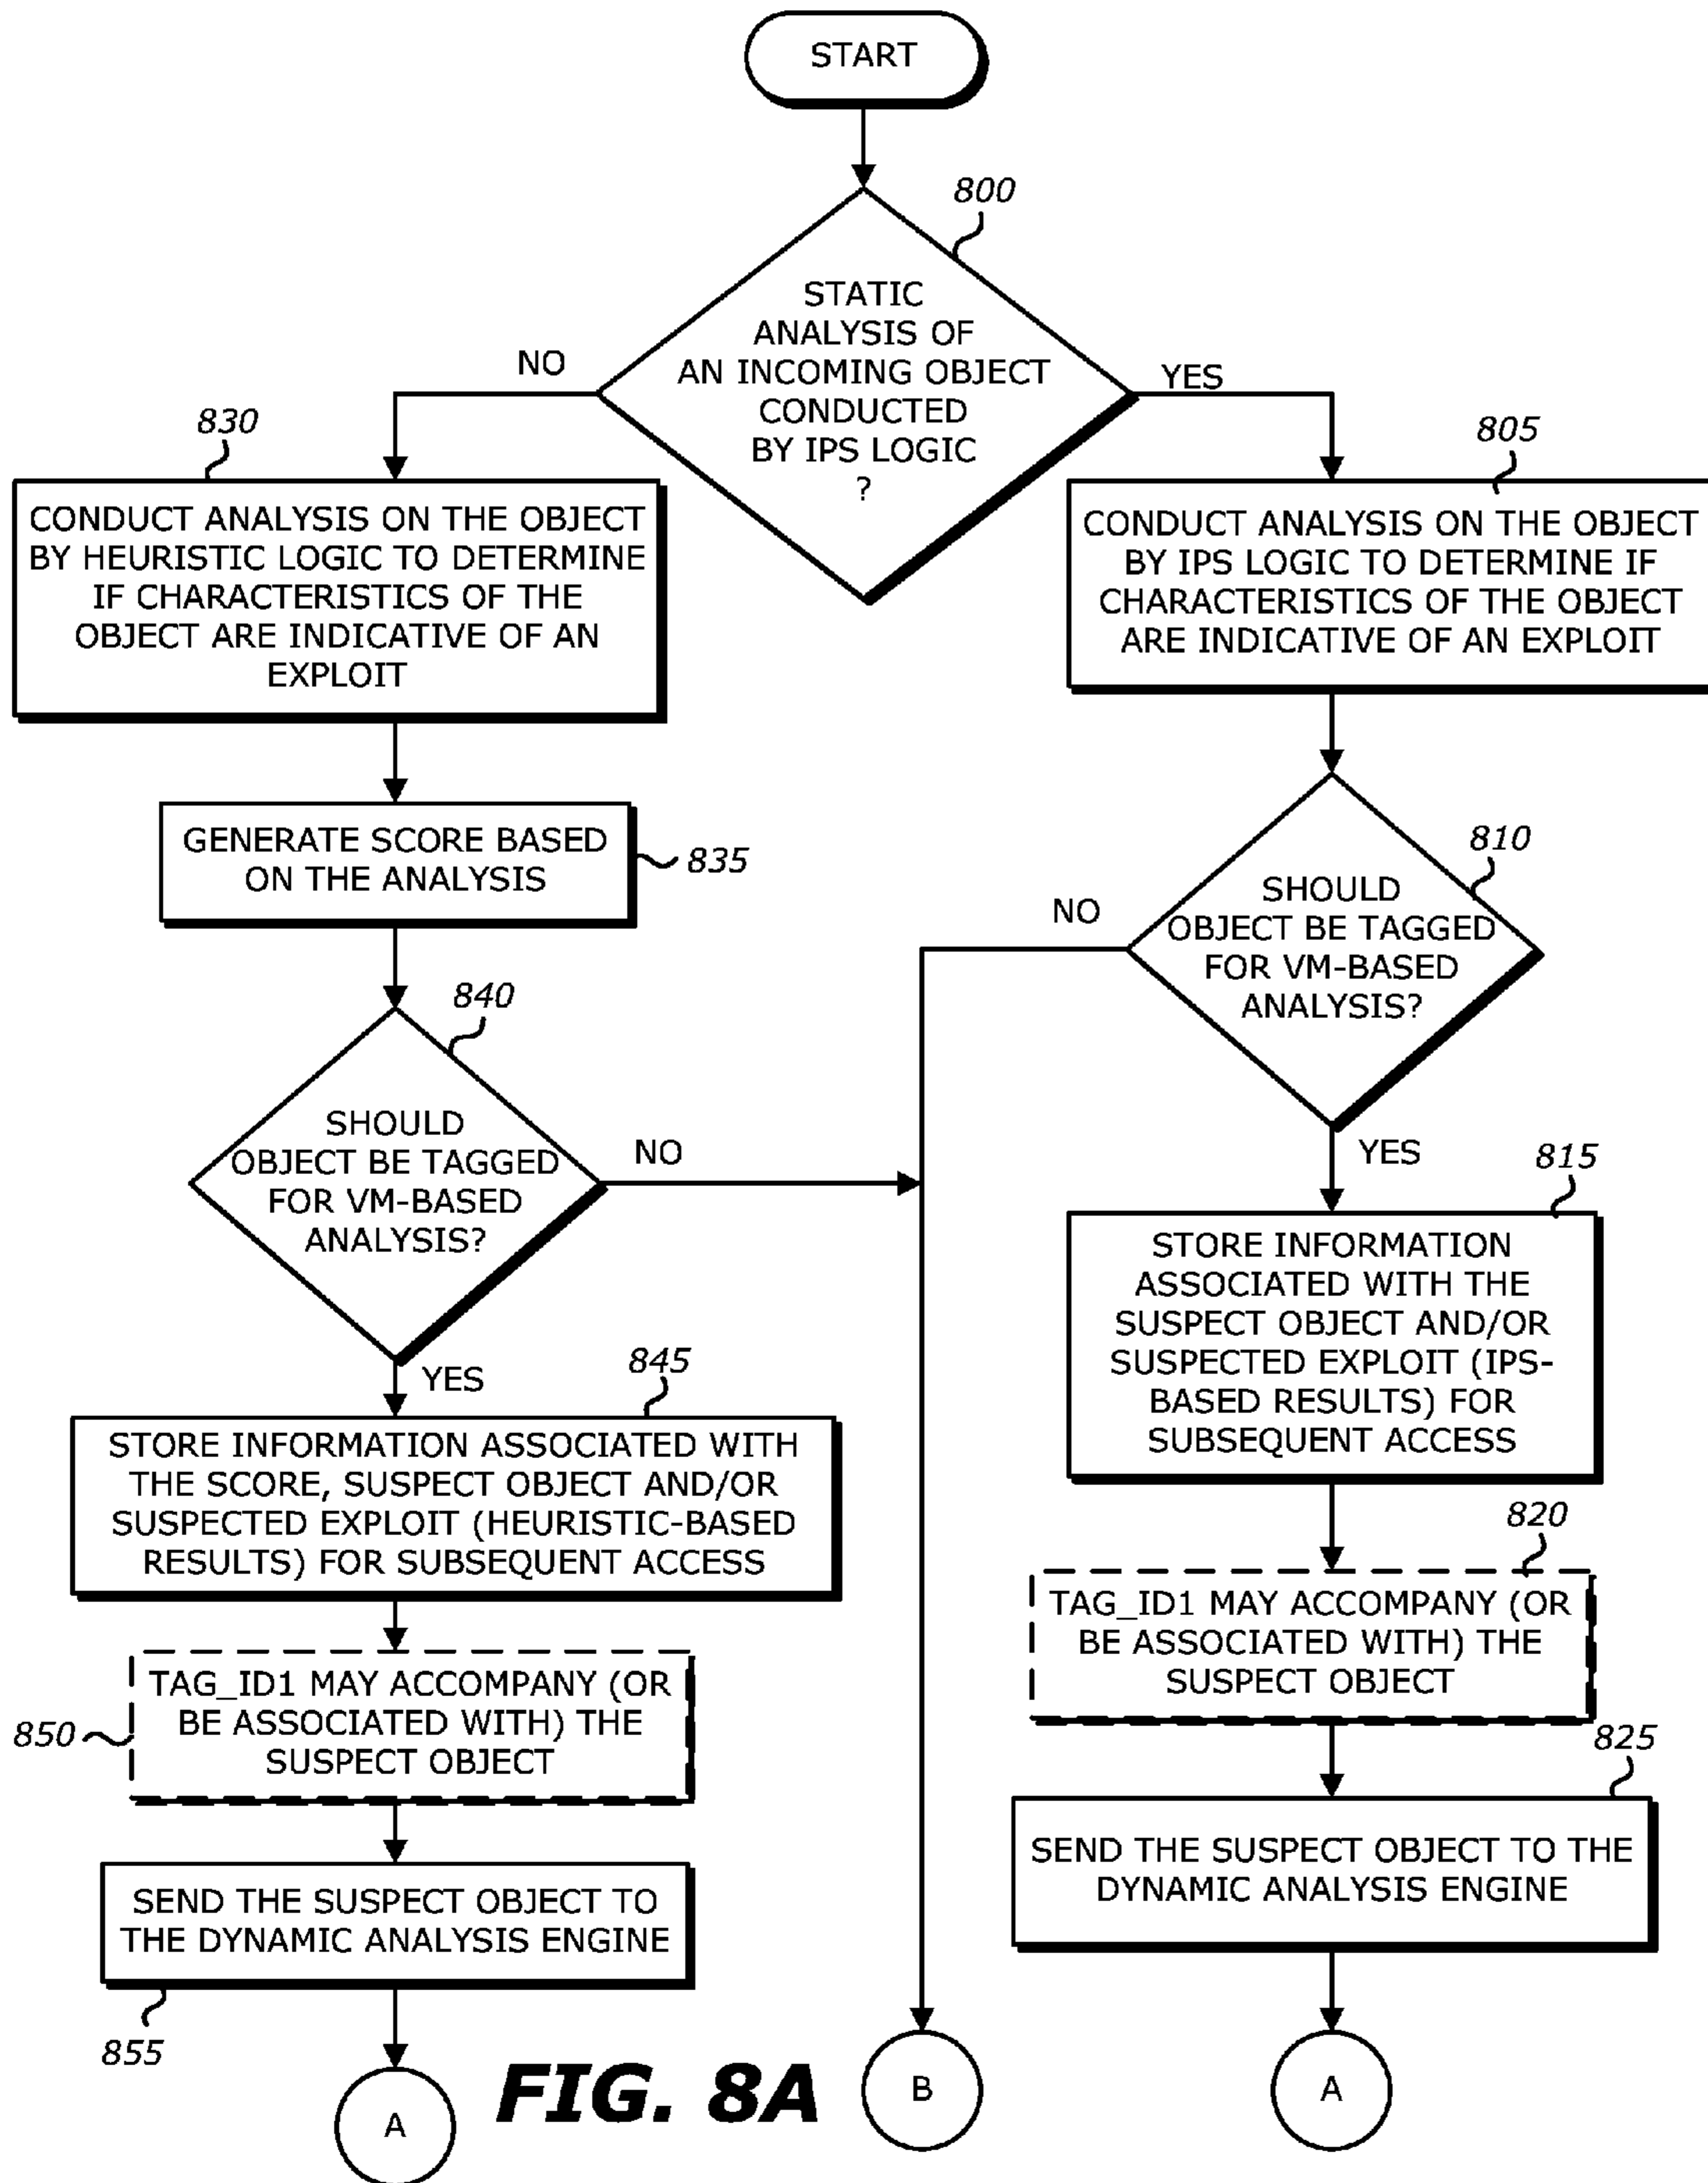 START
800
STATIC
ANALYSIS OF
AN INCOMING OBJECT
CONDUCTED
BY IPS LOGIC
?
NO
YES
830
CONDUCT ANALYSIS ON THE OBJECT
BY HEURISTIC LOGIC TO DETERMINE
IF CHARACTERISTICS OF THE
OBJECT ARE INDICATIVE OF AN
EXPLOIT
805
CONDUCT ANALYSIS ON THE OBJECT
BY IPS LOGIC TO DETERMINE IF
CHARACTERISTICS OF THE OBJECT
ARE INDICATIVE OF AN EXPLOIT
GENERATE SCORE BASED
ON THE ANALYSIS
835
810
SHOULD
OBJECT BE TAGGED
FOR VM-BASED
ANALYSIS?
NO
YES
840
SHOULD
OBJECT BE TAGGED
FOR VM-BASED
ANALYSIS?
NO
YES
815
STORE INFORMATION
ASSOCIATED WITH THE
SUSPECT OBJECT AND/OR
SUSPECTED EXPLOIT (IPS-
BASED RESULTS) FOR
SUBSEQUENT ACCESS
845
STORE INFORMATION ASSOCIATED WITH
THE SCORE, SUSPECT OBJECT AND/OR
SUSPECTED EXPLOIT (HEURISTIC-BASED
RESULTS) FOR SUBSEQUENT ACCESS
820
TAG_ID1 MAY ACCOMPANY (OR
BE ASSOCIATED WITH) THE
SUSPECT OBJECT
850
TAG_ID1 MAY ACCOMPANY (OR
BE ASSOCIATED WITH) THE
SUSPECT OBJECT
825
SEND THE SUSPECT OBJECT TO THE
DYNAMIC ANALYSIS ENGINE
SEND THE SUSPECT OBJECT TO
THE DYNAMIC ANALYSIS ENGINE
855
A
FIG. 8A
B
A